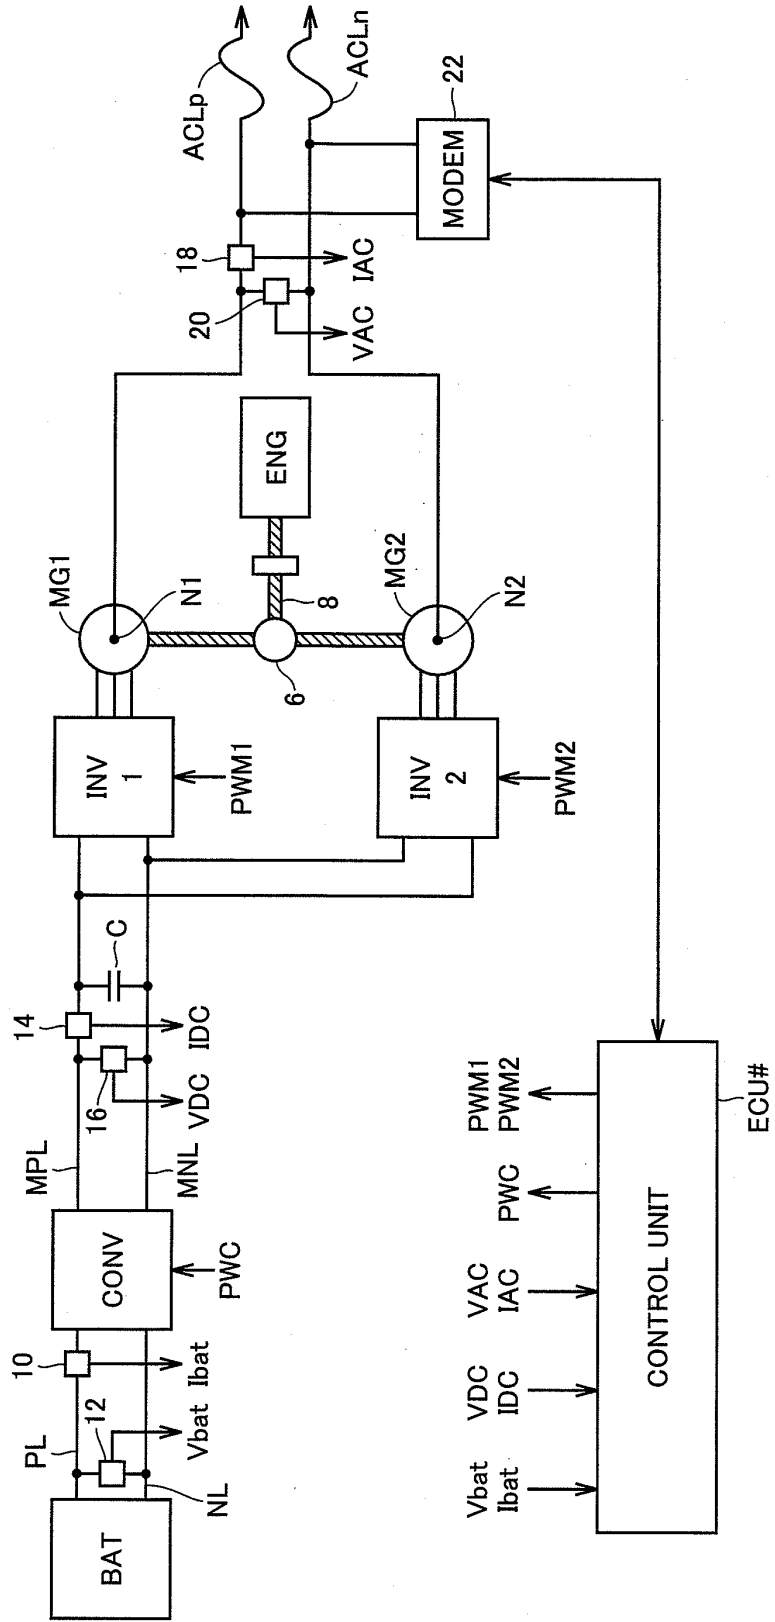 ACLp
ACLn
22
MODEM
18
IAC
20
VAC
ENG
MG1
N1
MG2
N2
8
6
INV
1
PWM1
INV
2
PWM2
C
14
IDC
16
VDC
MPL
MNL
CONV
PWC
10
Ibat
12
Vbat
PL
NL
BAT
Vbat
Ibat
VDC
IDC
VAC
IAC
PWC
PWM1
PWM2
CONTROL UNIT
ECU#